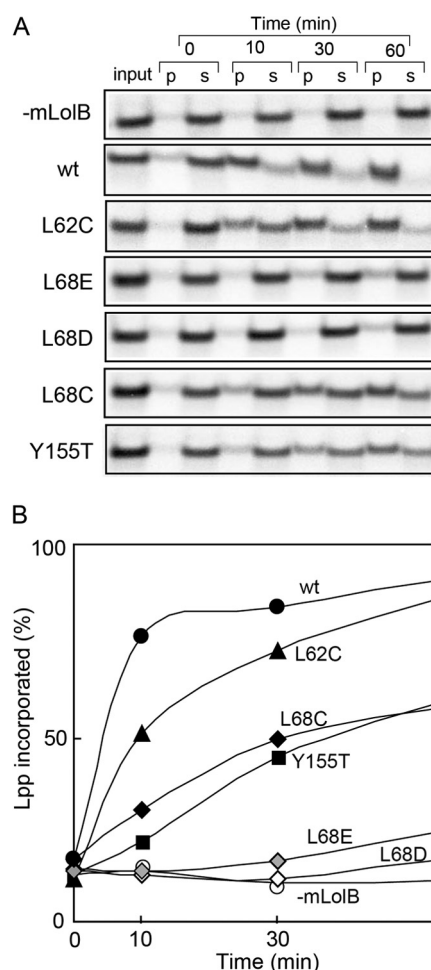 A
Time (min)
0 10 30 60
input p s p s p s p s
-mLolB
wt
L62C
L68E
L68D
L68C
Y155T
B
100
50
0
Lpp incorporated (%)
wt
L62C
L68C
Y155T
L68E
L68D
-mLolB
0 10 30
Time (min)